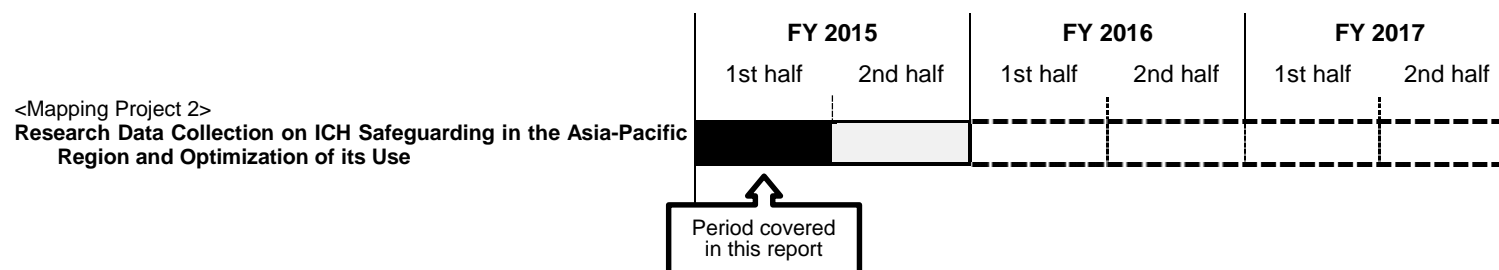 FY 2015 FY 2016 FY 2017
1st half 2nd half 1st half 2nd half 1st half 2nd half
<Mapping Project 2>
Research Data Collection on ICH Safeguarding in the Asia-Pacific
Region and Optimization of its Use
Period covered
in this report